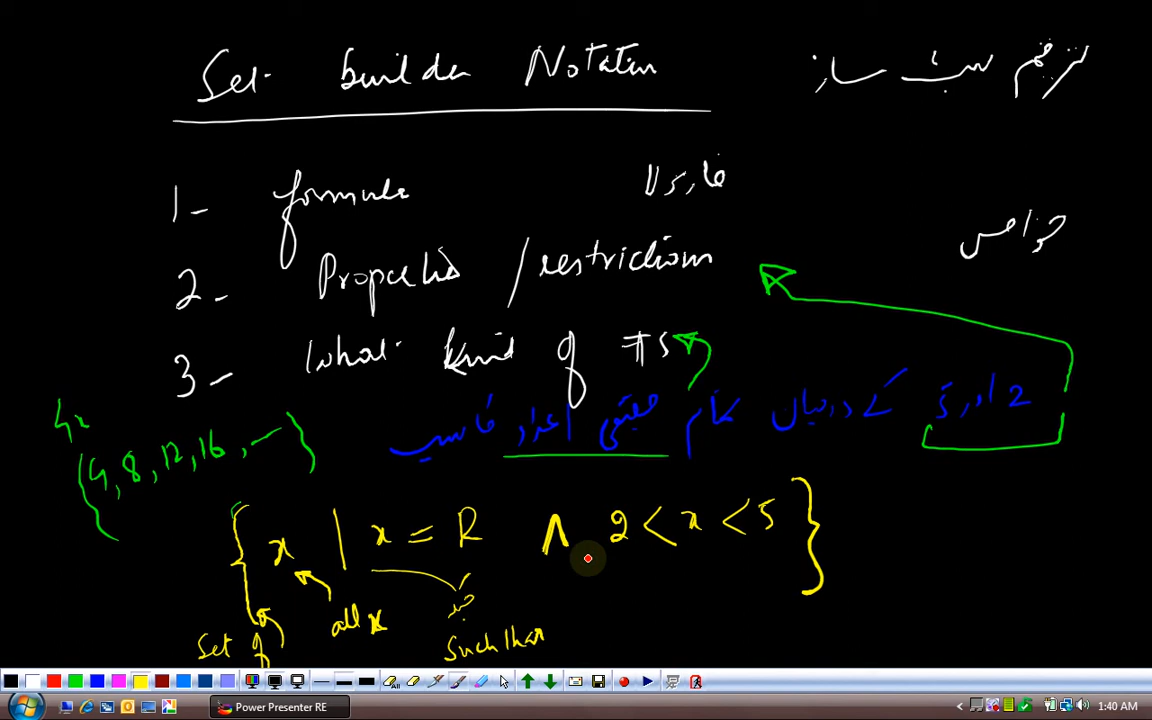 Set builder Notation ترقیم سیٹ ساز
1- formula فارمولا
2- Properties / restrictions خواص
3- What kind of #s
2 اور 5 کے درمیان تمام حقیقی اعداد کا سیٹ
4x
{4, 8, 12, 16, ...}
{ x | x = R ∧ 2 < x < 5 }
all x
Set of
Such that
Power Presenter RE
1:40 AM